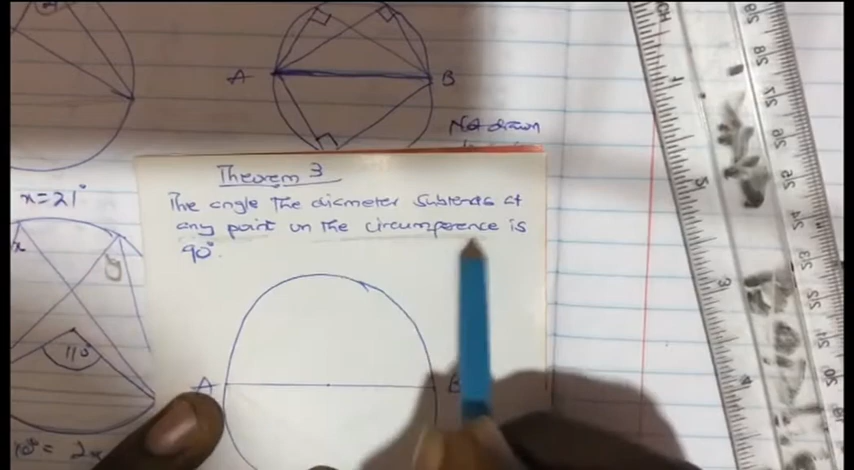 A
B
Not drawn
x = 21°
Theorem 3
The angle the diameter subtends at
any point on the circumference is
90°.
x
y
110°
A
B